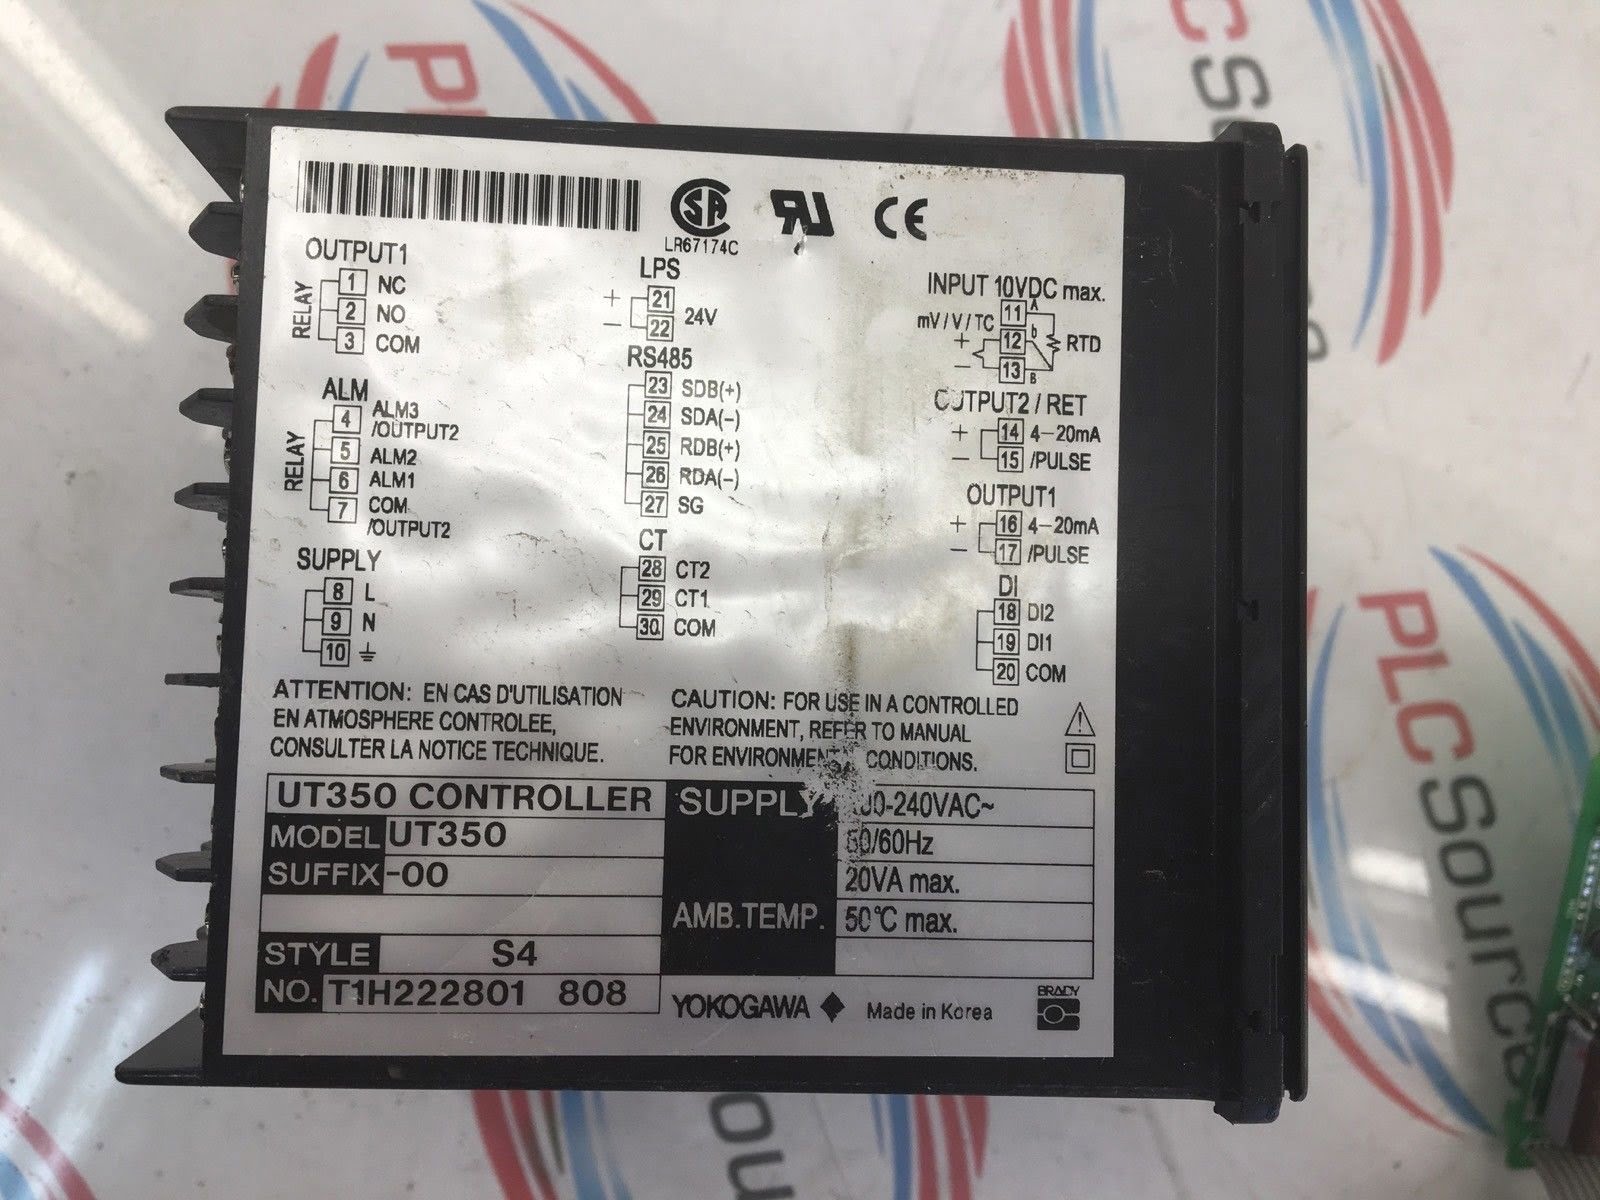 LR67174C
OUTPUT1
RELAY
1 NC
2 NO
3 COM
ALM
RELAY
4 ALM3
/OUTPUT2
5 ALM2
6 ALM1
7 COM
/OUTPUT2
SUPPLY
8 L
9 N
10
LPS
+ 21
- 22
24V
RS485
23 SDB(+)
24 SDA(-)
25 RDB(+)
26 RDA(-)
27 SG
CT
28 CT2
29 CT1
30 COM
INPUT 10VDC max.
mV/V/TC
11 A
+ 12 b
RTD
- 13 B
OUTPUT2/RET
+ 14 4-20mA
- 15 /PULSE
OUTPUT1
+ 16 4-20mA
- 17 /PULSE
DI
18 DI2
19 DI1
20 COM
ATTENTION: EN CAS D'UTILISATION
EN ATMOSPHERE CONTROLEE,
CONSULTER LA NOTICE TECHNIQUE.
CAUTION: FOR USE IN A CONTROLLED
ENVIRONMENT, REFER TO MANUAL
FOR CONDITIONS.
UT350 CONTROLLER
MODEL UT350
SUFFIX -00
STYLE S4
NO. T1H222801 808
SUPPLY
50/60Hz
20VA max.
AMB.TEMP. 50°C max.
YOKOGAWA
Made in Korea
BRADY
CSA
CE
PLCSource